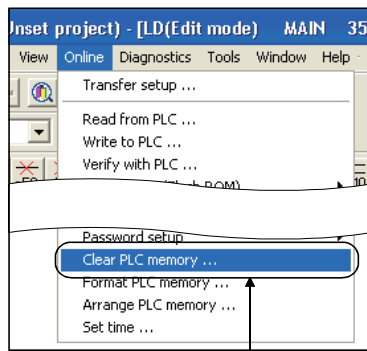 Unset project) - [LD(Edit mode) MAIN 35
View Online Diagnostics Tools Window Help
Transfer setup ...
Read from PLC ...
Write to PLC ...
Verify with PLC ...
Password setup
Clear PLC memory ...
Format PLC memory ...
Arrange PLC memory ...
Set time ...